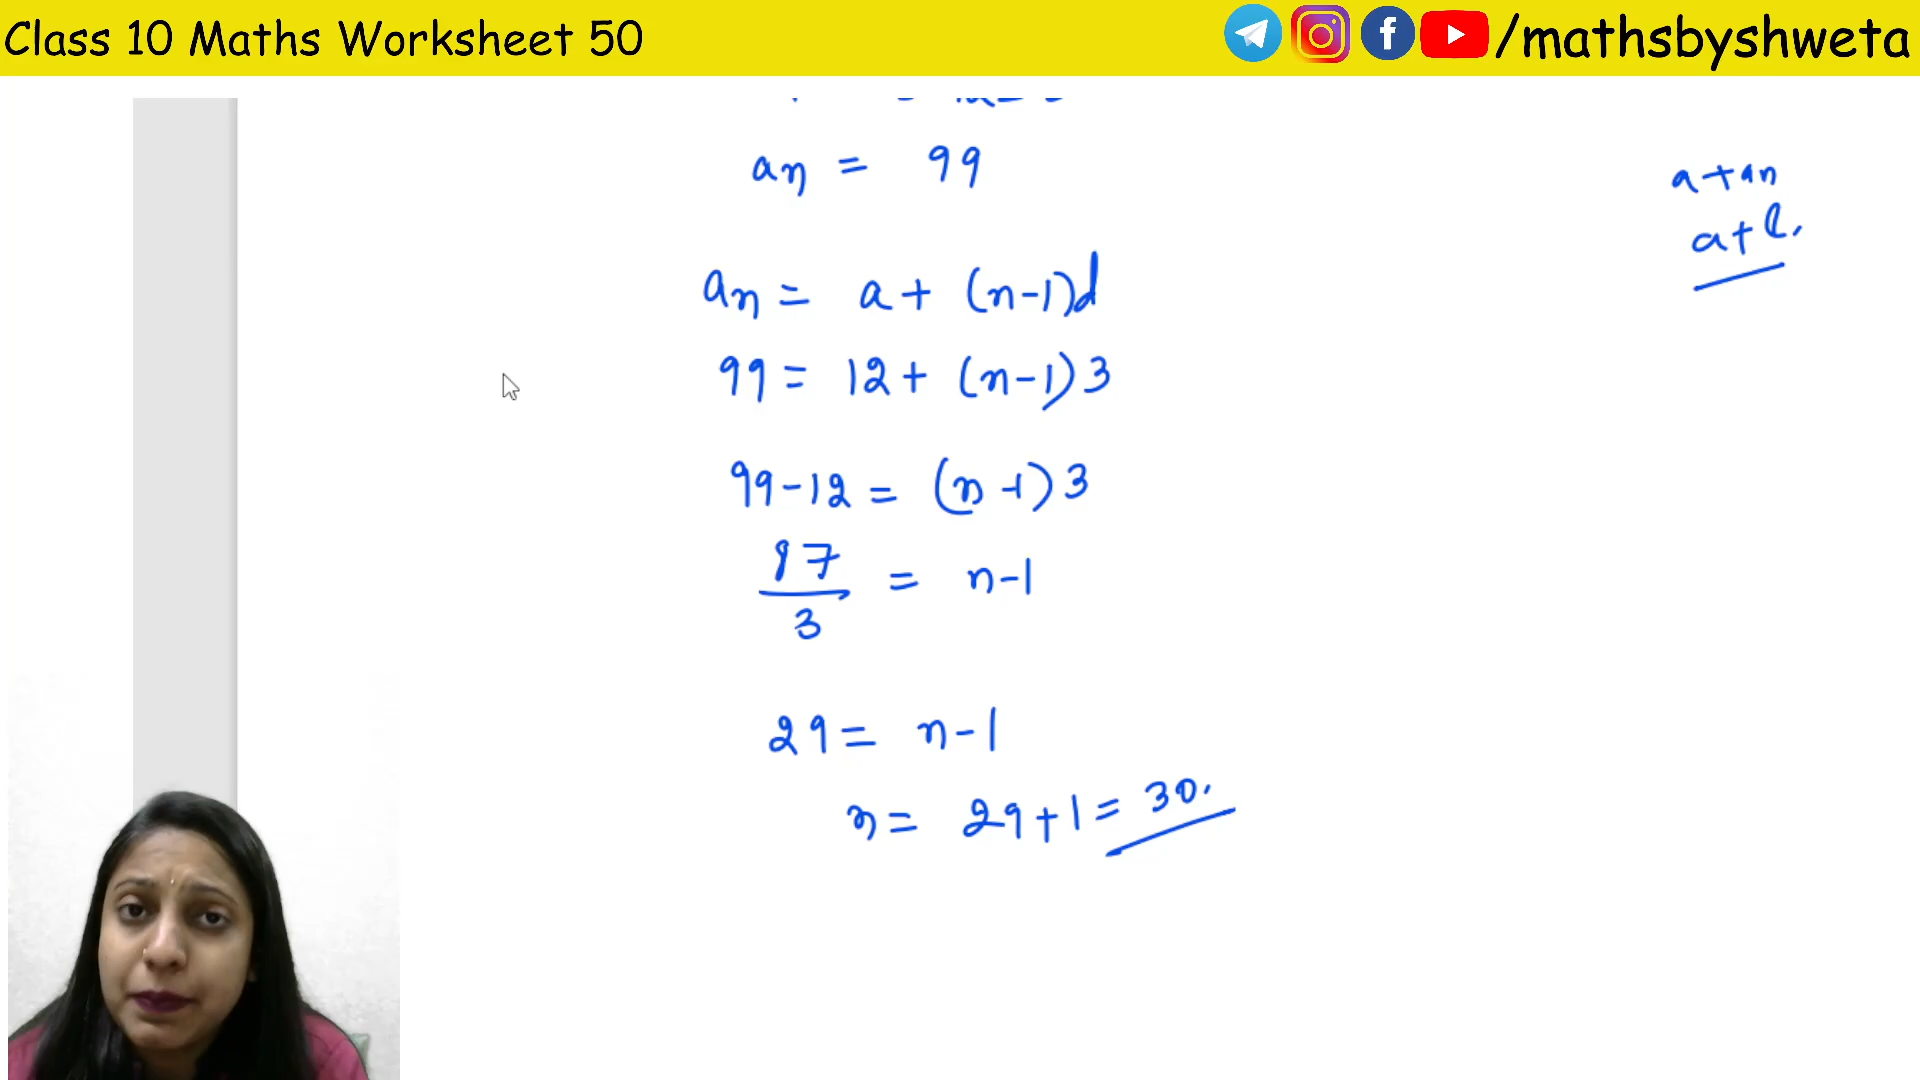 Class 10 Maths Worksheet 50
/mathsbyshweta
an = 99
an = a + (n-1)d
99 = 12 + (n-1)3
99-12 = (n-1)3
87/3 = n-1
29 = n-1
n = 29+1 = 30.
a+an
a+l.